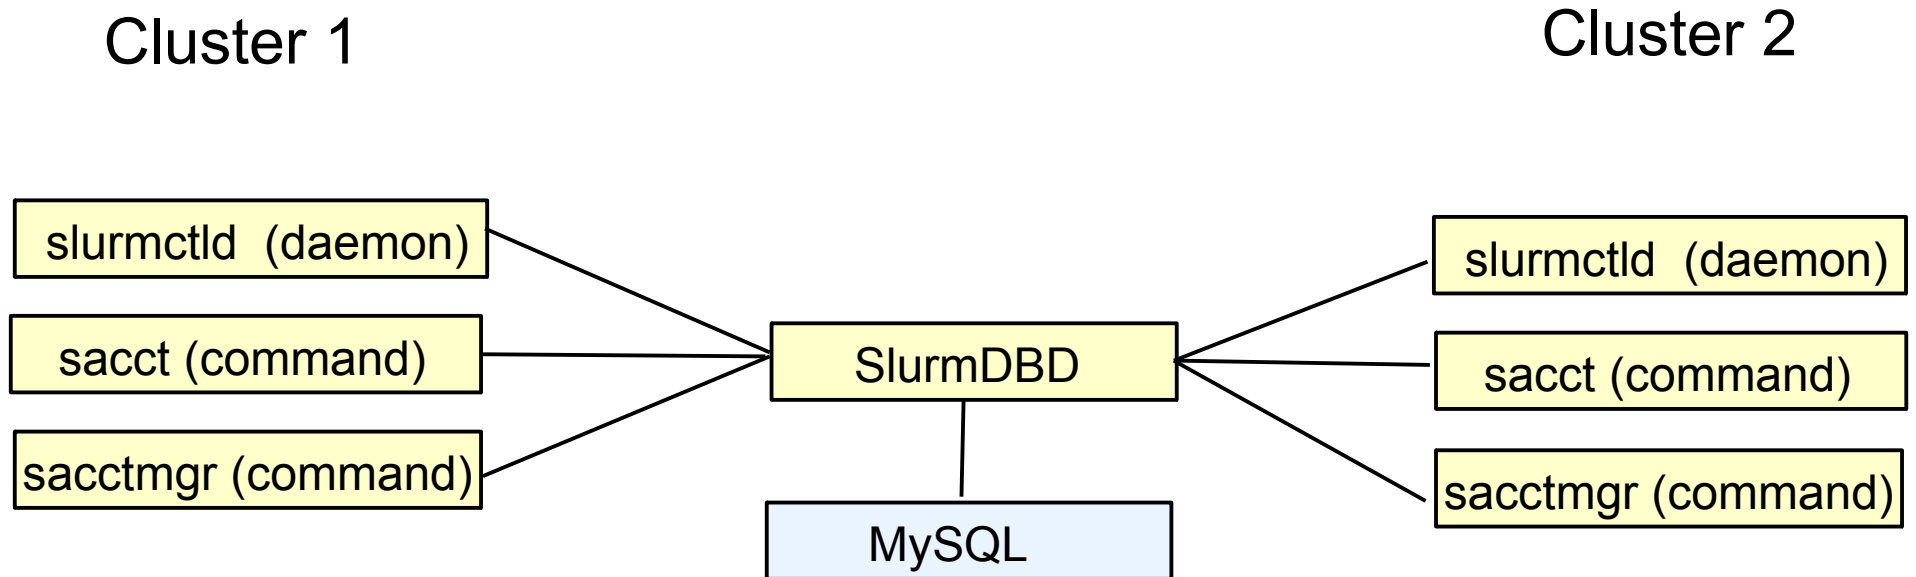 Cluster 1
Cluster 2
slurmctld (daemon)
sacct (command)
sacctmgr (command)
SlurmDBD
MySQL
slurmctld (daemon)
sacct (command)
sacctmgr (command)